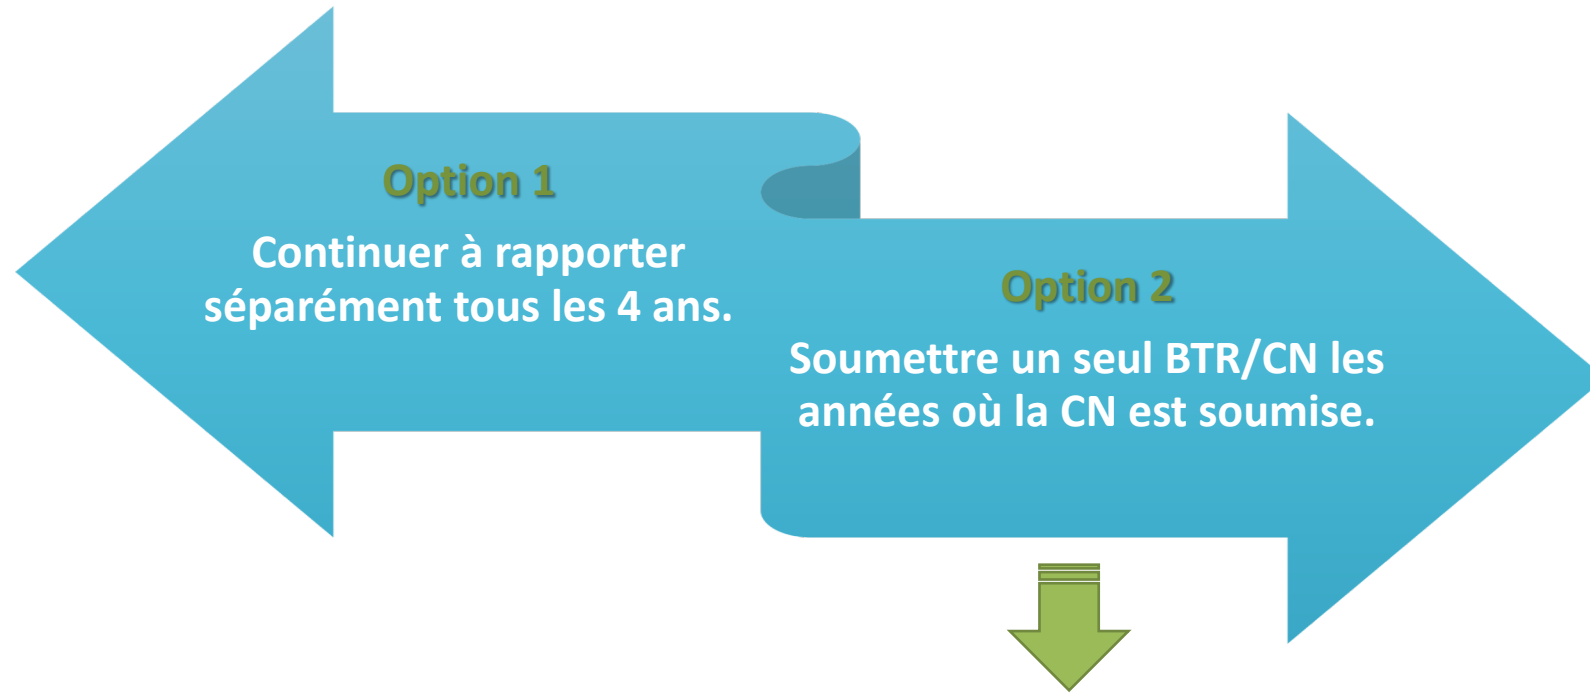 Option 1
Continuer à rapporter
séparément tous les 4 ans.
Option 2
Soumettre un seul BTR/CN les
années où la CN est soumise.